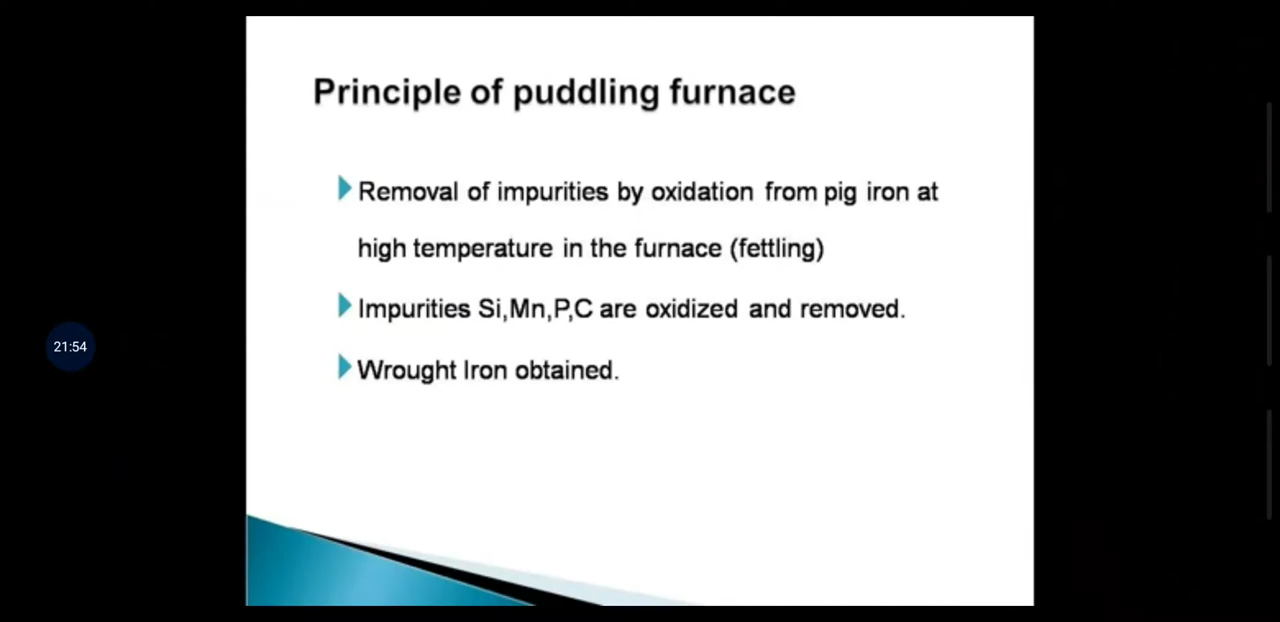 Principle of puddling furnace
Removal of impurities by oxidation from pig iron at
high temperature in the furnace (fettling)
Impurities Si,Mn,P,C are oxidized and removed.
Wrought Iron obtained.
21:54